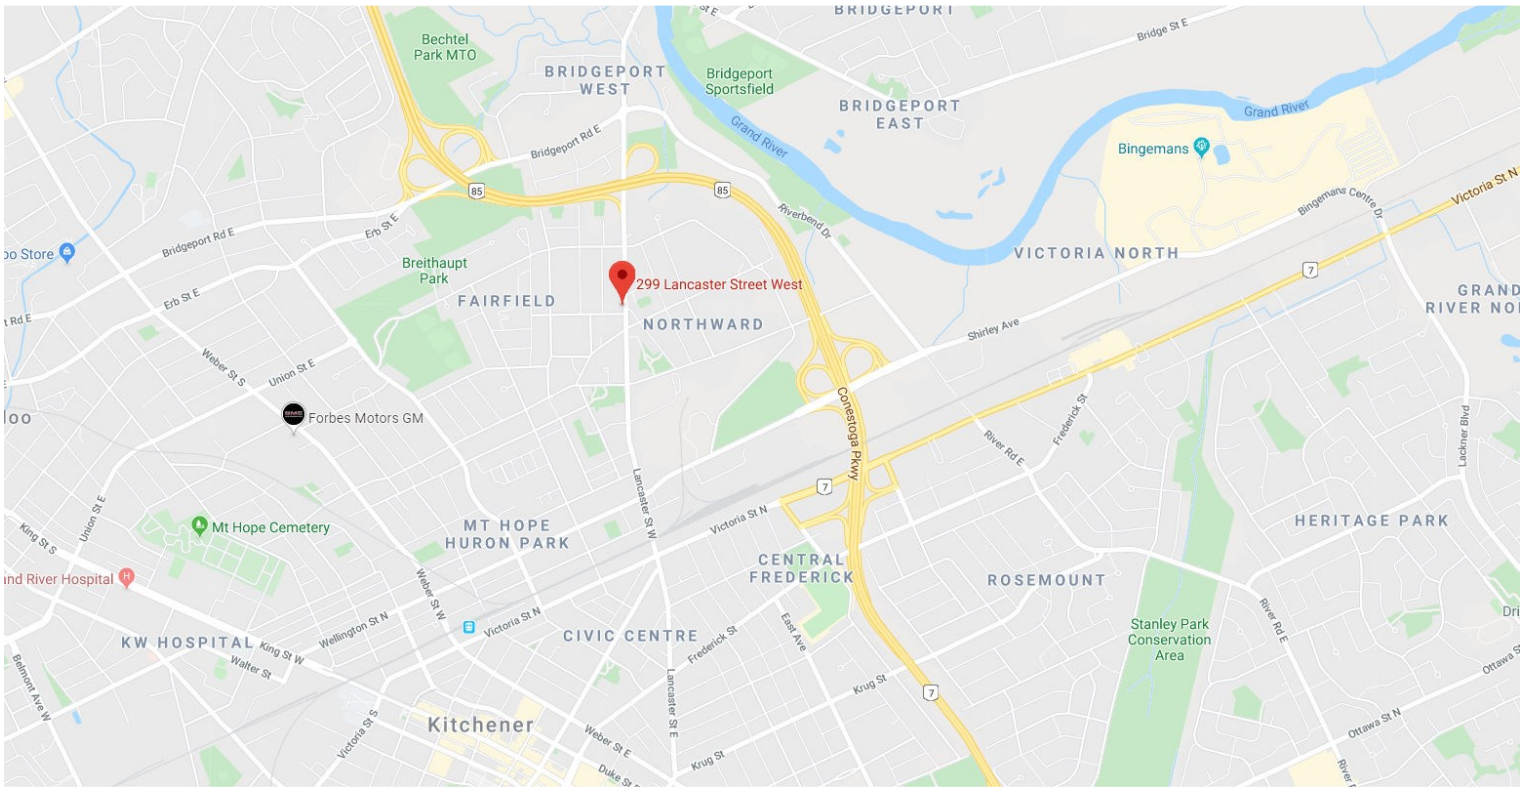 BRIDGEPORT
St E
Bridge St E
Bechtel
Park MTO
BRIDGEPORT
WEST
Bridgeport
Sportsfield
BRIDGEPORT
EAST
Grand River
Grand River
Bingemans
Bridgeport Rd E
85
85
Victoria St N
Bingemans Centre Dr
Riverbend Dr
Erb St E
Bridgeport Rd E
oo Store
VICTORIA NORTH
Breithaupt
Park
7
299 Lancaster Street West
FAIRFIELD
Erb St E
GRAND
RIVER NO
t Rd E
NORTHWARD
Shirley Ave
Weber St S
Union St E
loo
GMC
Forbes Motors GM
Conestoga Pkwy
Frederick St
River Rd E
Lackner Blvd
Lancaster St W
7
Victoria St N
Union St E
King St S
Mt Hope Cemetery
MT HOPE
HURON PARK
HERITAGE PARK
CENTRAL
FREDERICK
ROSEMOUNT
and River Hospital
H
Weber St W
Victoria St N
Wellington St N
KW HOSPITAL
King St W
CIVIC CENTRE
Frederick St
East Ave
Stanley Park
Conservation
Area
River Rd E
Dri
Walter St
Belmont Ave W
Ottawa S
Lancaster St E
Krug St
7
Kitchener
Victoria St S
Weber St E
Ottawa St N
Krug St
Duke St E
River